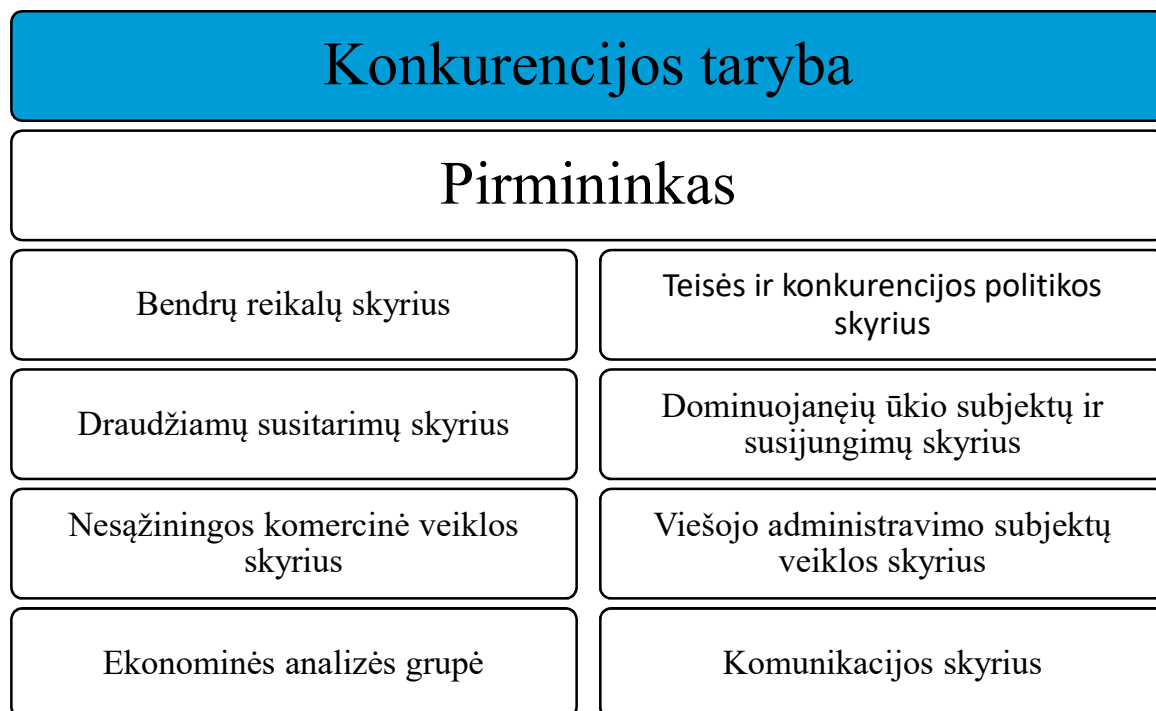 Konkurencijos taryba
Pirmininkas
Bendrų reikalų skyrius
Teisės ir konkurencijos politikos
skyrius
Draudžiamų susitarimų skyrius
Dominuojanęių ūkio subjektų ir
susijungimų skyrius
Nesąžiningos komercinė veiklos
skyrius
Viešojo administravimo subjektų
veiklos skyrius
Ekonominės analizės grupė
Komunikacijos skyrius